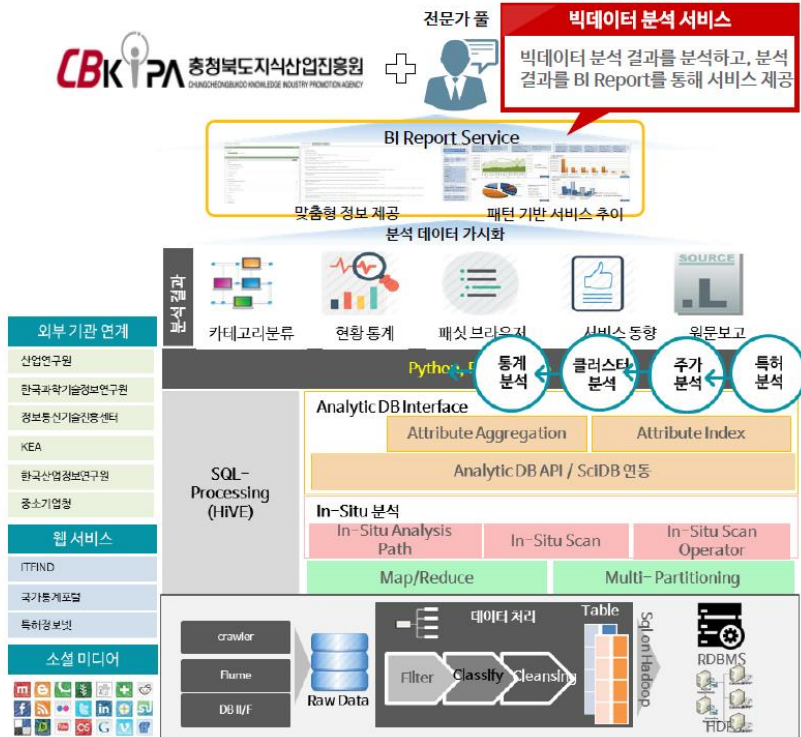 전문가 풀
빅데이터 분석 서비스
CBKIPA 충청북도지식산업진흥원
CHUNGCHEONGBUKDO KNOWLEDGE INDUSTRY PROMOTION AGENCY
빅데이터 분석 결과를 분석하고, 분석
결과를 BI Report를 통해 서비스 제공
BI Report Service
맞춤형 정보 제공
패턴 기반 서비스 추이
분석 데이터 가시화
분석 결과
SOURCE
.L
카테고리분류
현황 통계
패싯 브라우저
서비스 동향
원문보고
외부 기관 연계
산업연구원
한국과학기술정보연구원
정보통신기술진흥센터
KEA
한국산업정보연구원
중소기업청
웹 서비스
ITFIND
국가통계포털
특허정보넷
소셜 미디어
Python,
통계
분석
클러스터
분석
주가
분석
특허
분석
SQL-
Processing
(HiVE)
Analytic DB Interface
Attribute Aggregation
Attribute Index
Analytic DB API / SciDB 연동
In-Situ 분석
In-Situ Analysis
Path
In-Situ Scan
In-Situ Scan
Operator
Map/Reduce
Multi-Partitioning
crawler
Flume
DB II/F
Raw Data
데이터 처리
Filter
Classify
Cleansing
Table
Sql on Hadoop
RDBMS